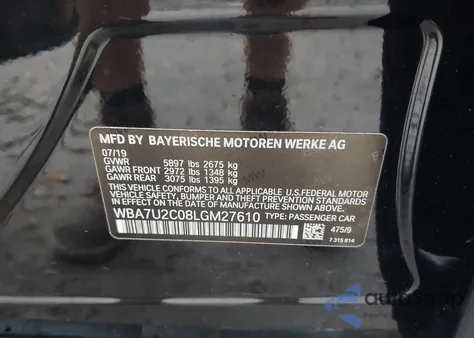 MFD BY BAYERISCHE MOTOREN WERKE AG
07/19
GVWR 5897 lbs 2675 kg
GAWR FRONT 2972 lbs 1348 kg
GAWR REAR 3075 lbs 1395 kg
THIS VEHICLE CONFORMS TO ALL APPLICABLE U.S. FEDERAL MOTOR
VEHICLE SAFETY, BUMPER, AND THEFT PREVENTION STANDARDS
IN EFFECT ON THE DATE OF MANUFACTURE SHOWN ABOVE.
WBA7U2C08LGM27610 TYPE: PASSENGER CAR
475/9
7 315 814